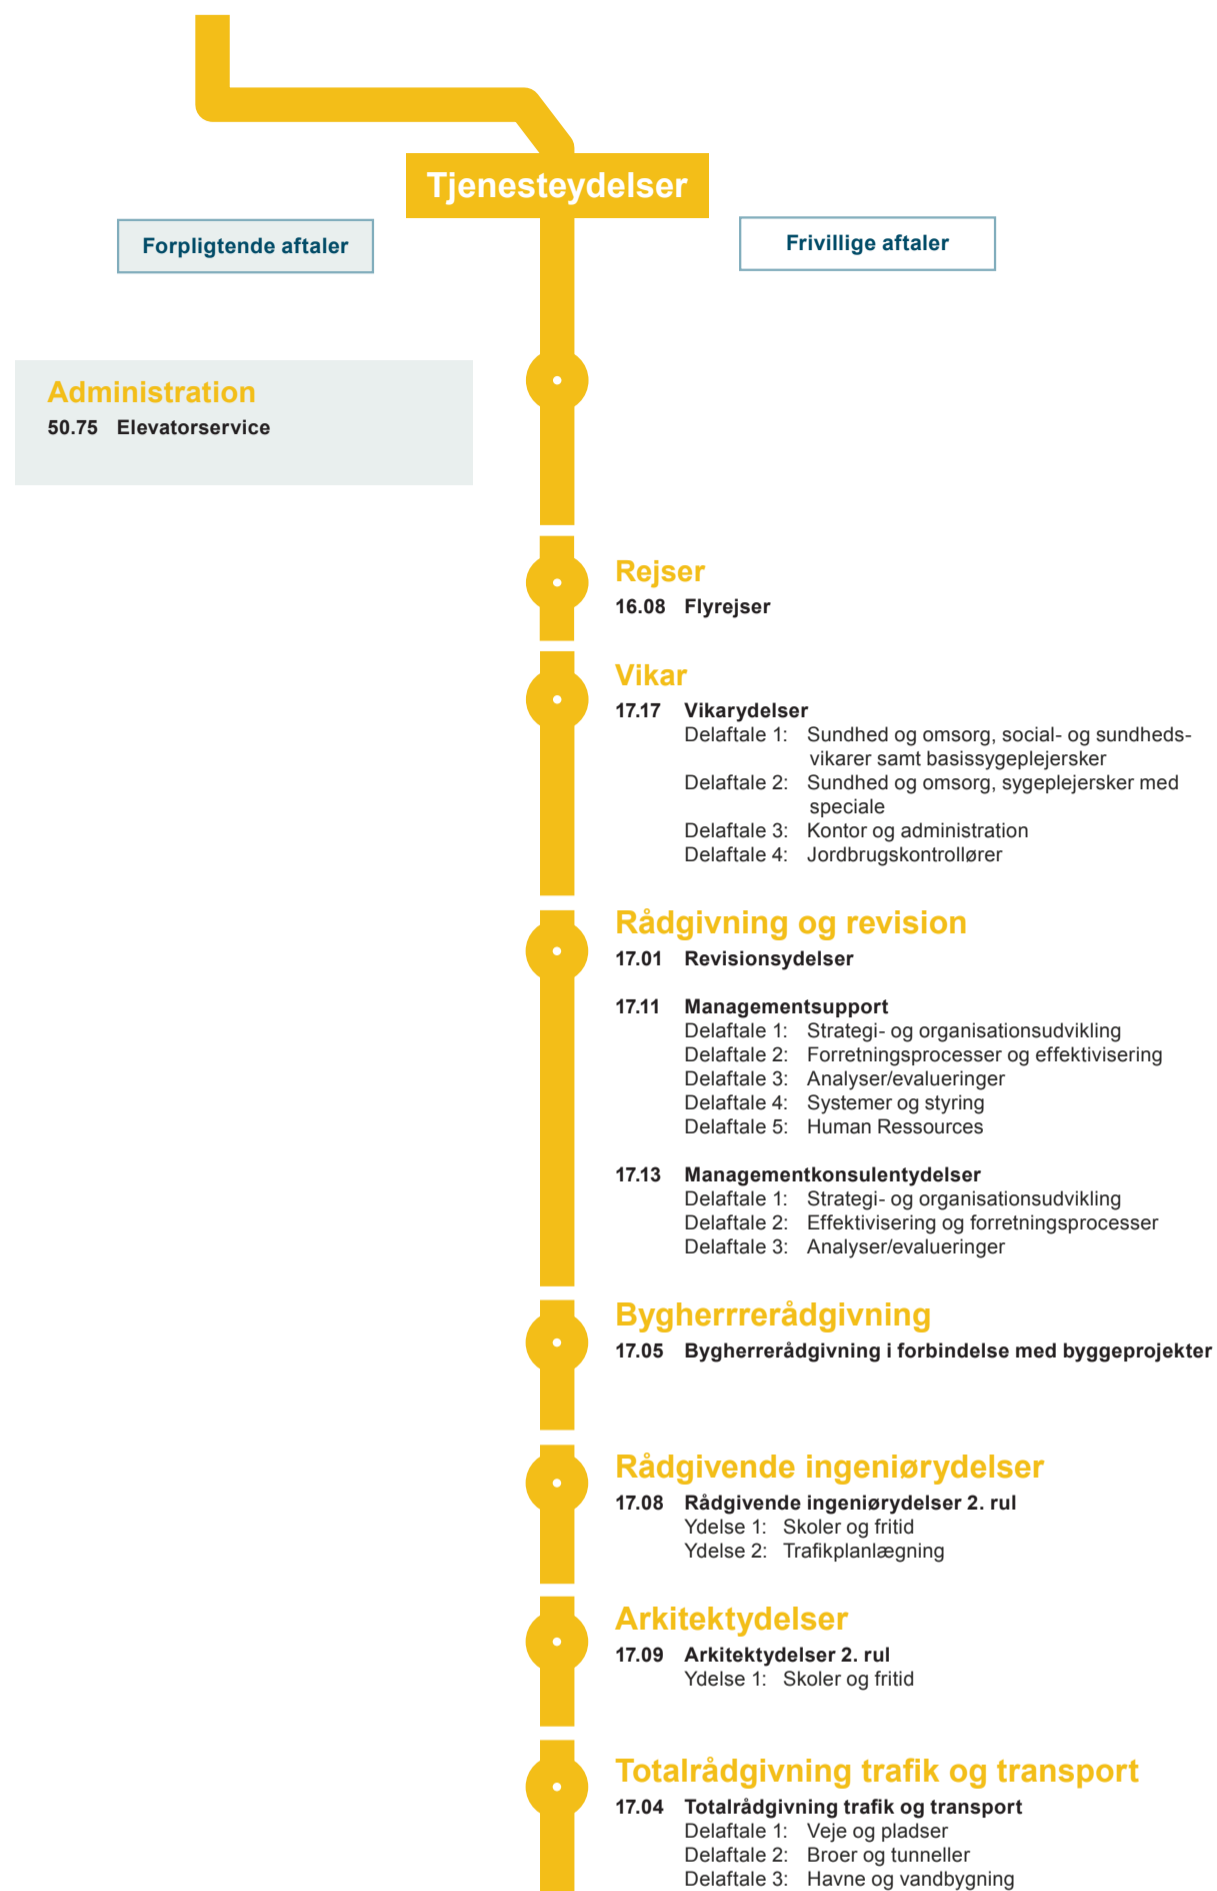 Tjenesteydelser
Forpligtende aftaler
Frivillige aftaler
Administration
50.75 Elevatorservice
Rejser
16.08 Flyrejser
Vikar
17.17 Vikarydelser
Delaftale 1: Sundhed og omsorg, social- og sundheds-
vikarer samt basissygeplejersker
Delaftale 2: Sundhed og omsorg, sygeplejersker med
speciale
Delaftale 3: Kontor og administration
Delaftale 4: Jordbrugskontrollører
Rådgivning og revision
17.01 Revisionsydelser
17.11 Managementsupport
Delaftale 1: Strategi- og organisationsudvikling
Delaftale 2: Forretningsprocesser og effektivisering
Delaftale 3: Analyser/evalueringer
Delaftale 4: Systemer og styring
Delaftale 5: Human Ressources
17.13 Managementkonsulentydelser
Delaftale 1: Strategi- og organisationsudvikling
Delaftale 2: Effektivisering og forretningsprocesser
Delaftale 3: Analyser/evalueringer
Bygherrrerådgivning
17.05 Bygherrerådgivning i forbindelse med byggeprojekter
Rådgivende ingeniørydelser
17.08 Rådgivende ingeniørydelser 2. rul
Ydelse 1: Skoler og fritid
Ydelse 2: Trafikplanlægning
Arkitektydelser
17.09 Arkitektydelser 2. rul
Ydelse 1: Skoler og fritid
Totalrådgivning trafik og transport
17.04 Totalrådgivning trafik og transport
Delaftale 1: Veje og pladser
Delaftale 2: Broer og tunneller
Delaftale 3: Havne og vandbygning